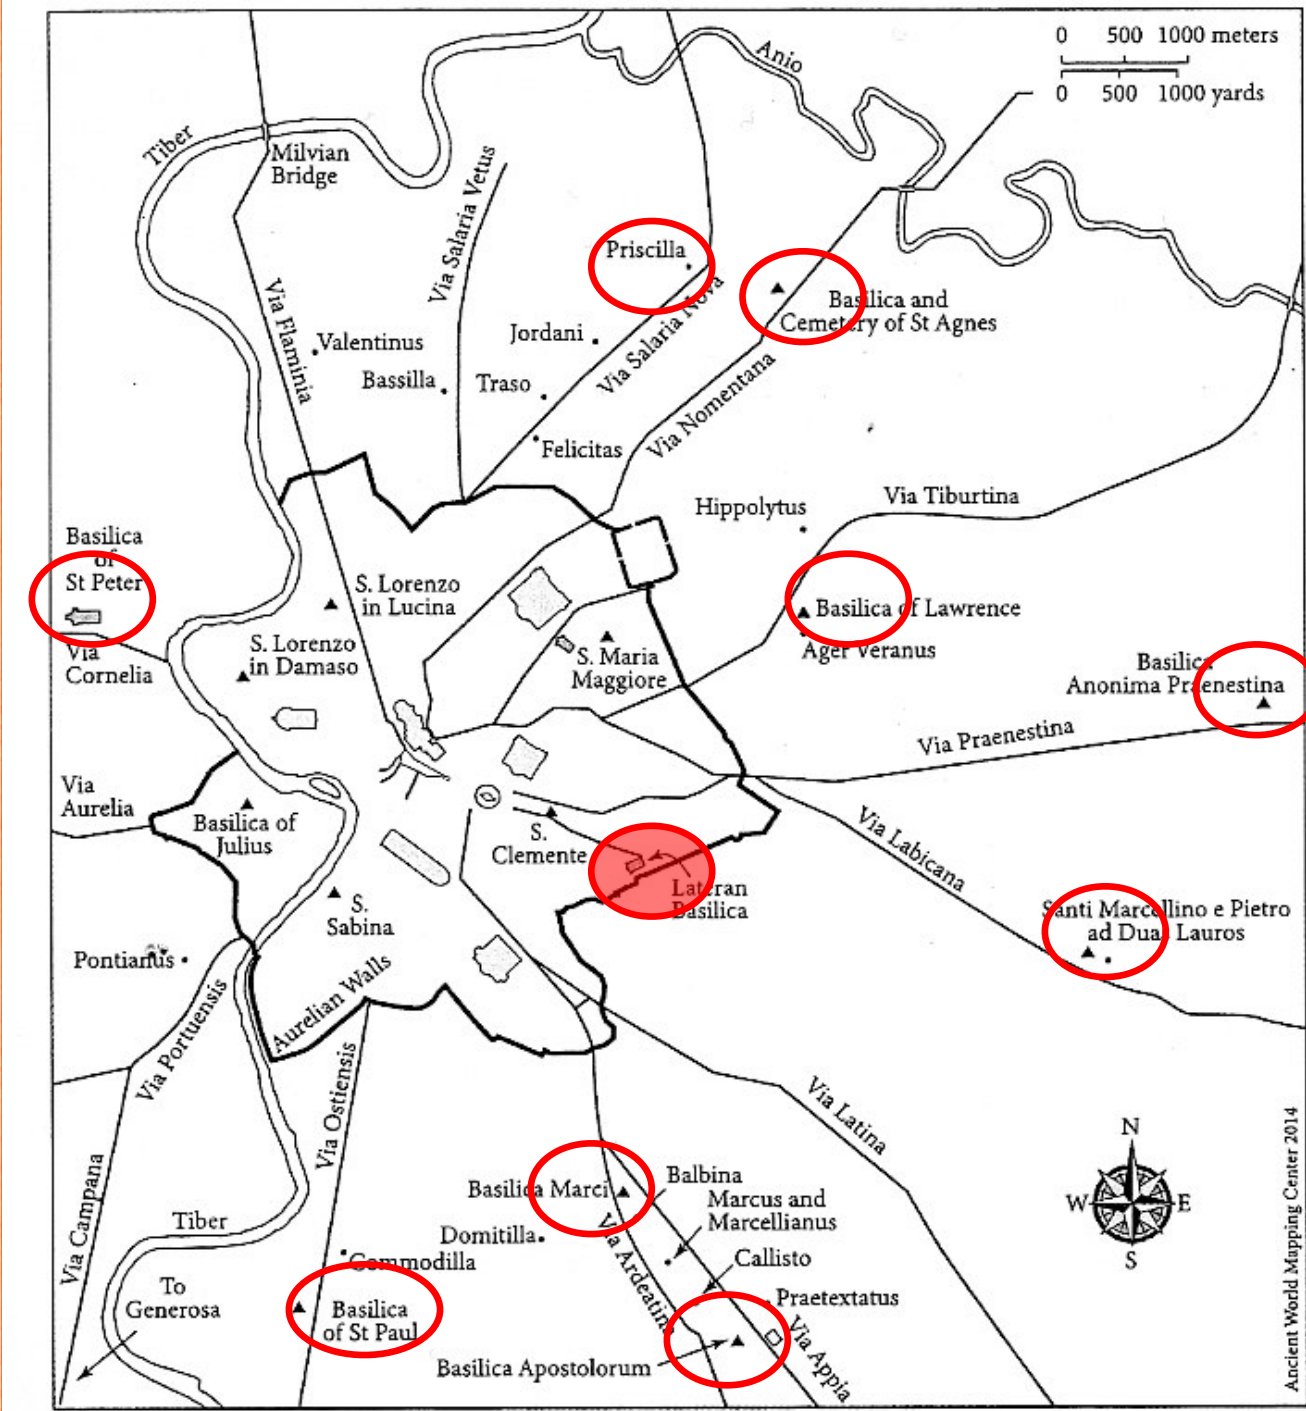 0 500 1000 meters
0 500 1000 yards
Anio
Tiber
Milvian
Bridge
Via Salaria Vetus
Priscilla
Basilica and
Cemetery of St Agnes
Via Flaminia
Valentinus
Jordani
Via Salaria Nova
Bassilla
Traso
Felicitas
Via Nomentana
Hippolytus
Via Tiburtina
Basilica
of
St Peter
S. Lorenzo
in Lucina
Basilica of Lawrence
Ager Veranus
S. Lorenzo
in Damaso
S. Maria
Maggiore
Via
Cornelia
Basilica
Anonima Praenestina
Via Praenestina
Via
Aurelia
Basilica of
Julius
S.
Clemente
Via Labicana
Lateran
Basilica
S.
Sabina
Santi Marcellino e Pietro
ad Duas Lauros
Pontianus
Aurelian Walls
Via Portuensis
Via Ostiensis
Via Latina
Via Campana
Basilica Marci
Balbina
Marcus and
Marcellianus
Tiber
Domitilla
Commodilla
Callisto
Via Ardeatina
To
Generosa
Basilica
of St Paul
Praetextatus
Via Appia
Basilica Apostolorum
N
W E
S
Ancient World Mapping Center 2014